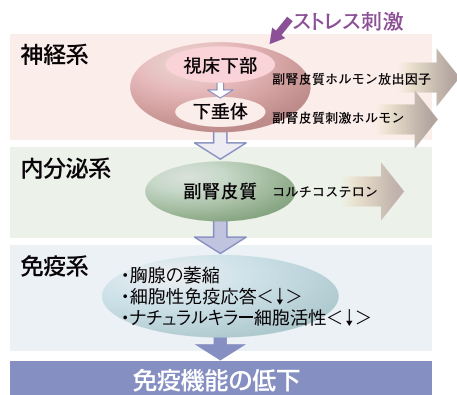 ストレス刺激
神経系
視床下部
副腎皮質ホルモン放出因子
下垂体
副腎皮質刺激ホルモン
内分泌系
副腎皮質
コルチコステロン
免疫系
・胸腺の萎縮
・細胞性免疫応答<↓>
・ナチュラルキラー細胞活性<↓>
免疫機能の低下